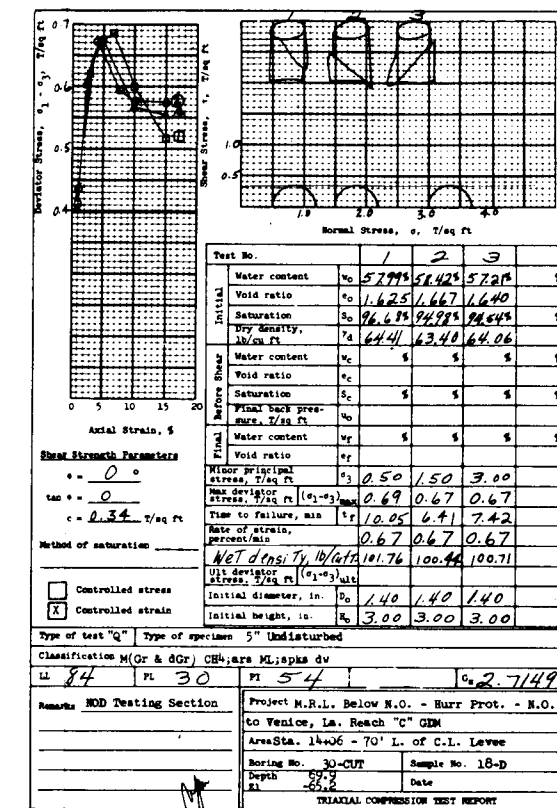 1 2 3
0.7
0.6
0.5
0.4
Deviator Stress, σ1 - σ3, T/sq ft
0 5 10 15 20
Axial Strain, %
Shear Stress, τ, T/sq ft
1.0
0.5
1.0 2.0 3.0 4.0
Normal Stress, σ, T/sq ft
Test No. 1 2 3
Initial
Water content w₀ 57.99% 58.42% 57.21%
Void ratio e₀ 1.625 1.667 1.640
Saturation S₀ 96.68% 94.98% 94.54%
Dry density, lb/cu ft γd 64.41 63.40 64.06
Before Shear
Water content wc % % %
Void ratio ec
Saturation Sc % % %
Final back pressure, T/sq ft u₀
Final
Water content wf % % %
Void ratio ef
Minor principal stress, T/sq ft σ3 0.50 1.50 3.00
Max deviator stress, T/sq ft (σ1-σ3)max 0.69 0.67 0.67
Time to failure, min tf 10.05 6.41 7.42
Rate of strain, percent/min 0.67 0.67 0.67
Wet density, lb/cu ft 101.76 100.44 100.71
Ult deviator stress, T/sq ft (σ1-σ3)ult
Initial diameter, in. D₀ 1.40 1.40 1.40
Initial height, in. H₀ 3.00 3.00 3.00
Shear Strength Parameters
φ = 0 °
tan φ = 0
c = 0.34 T/sq ft
Method of saturation
Controlled stress
X Controlled strain
Type of test "Q" Type of specimen 5" Undisturbed
Classification M(Gr & dGr) CH4;ars ML;spks dw
LL 84 PL 30 PI 54 Gs 2.7149
Remarks NOD Testing Section
Project M.R.L. Below N.O. - Hurr Prot. - N.O.
to Venice, La. Reach "C" GDM
Area Sta. 14+06 - 70' L. of C.L. Levee
Boring No. 30-CUT Sample No. 18-D
Depth 69.9
El -65.2 Date
TRIAXIAL COMPRESSION TEST REPORT